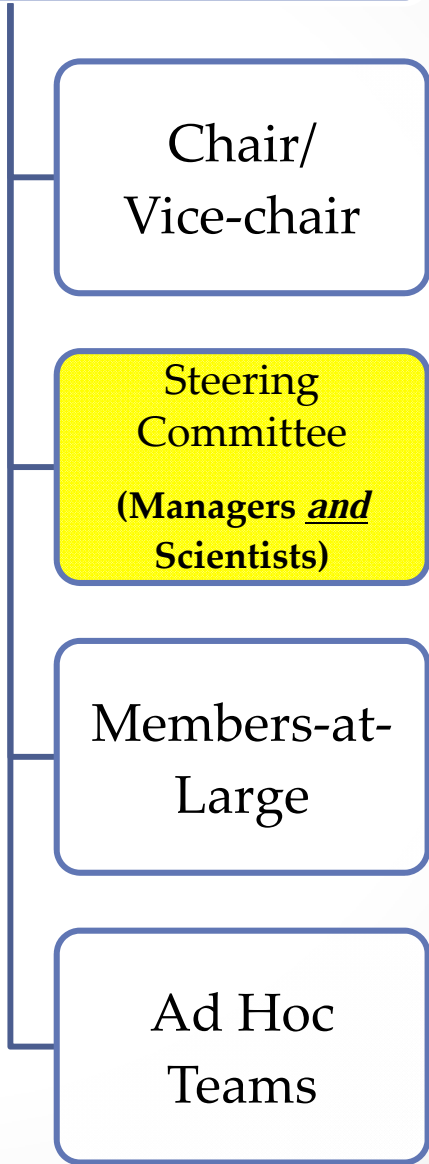 Chair/
Vice-chair
Steering
Committee
(Managers and
Scientists)
Members-at-
Large
Ad Hoc
Teams